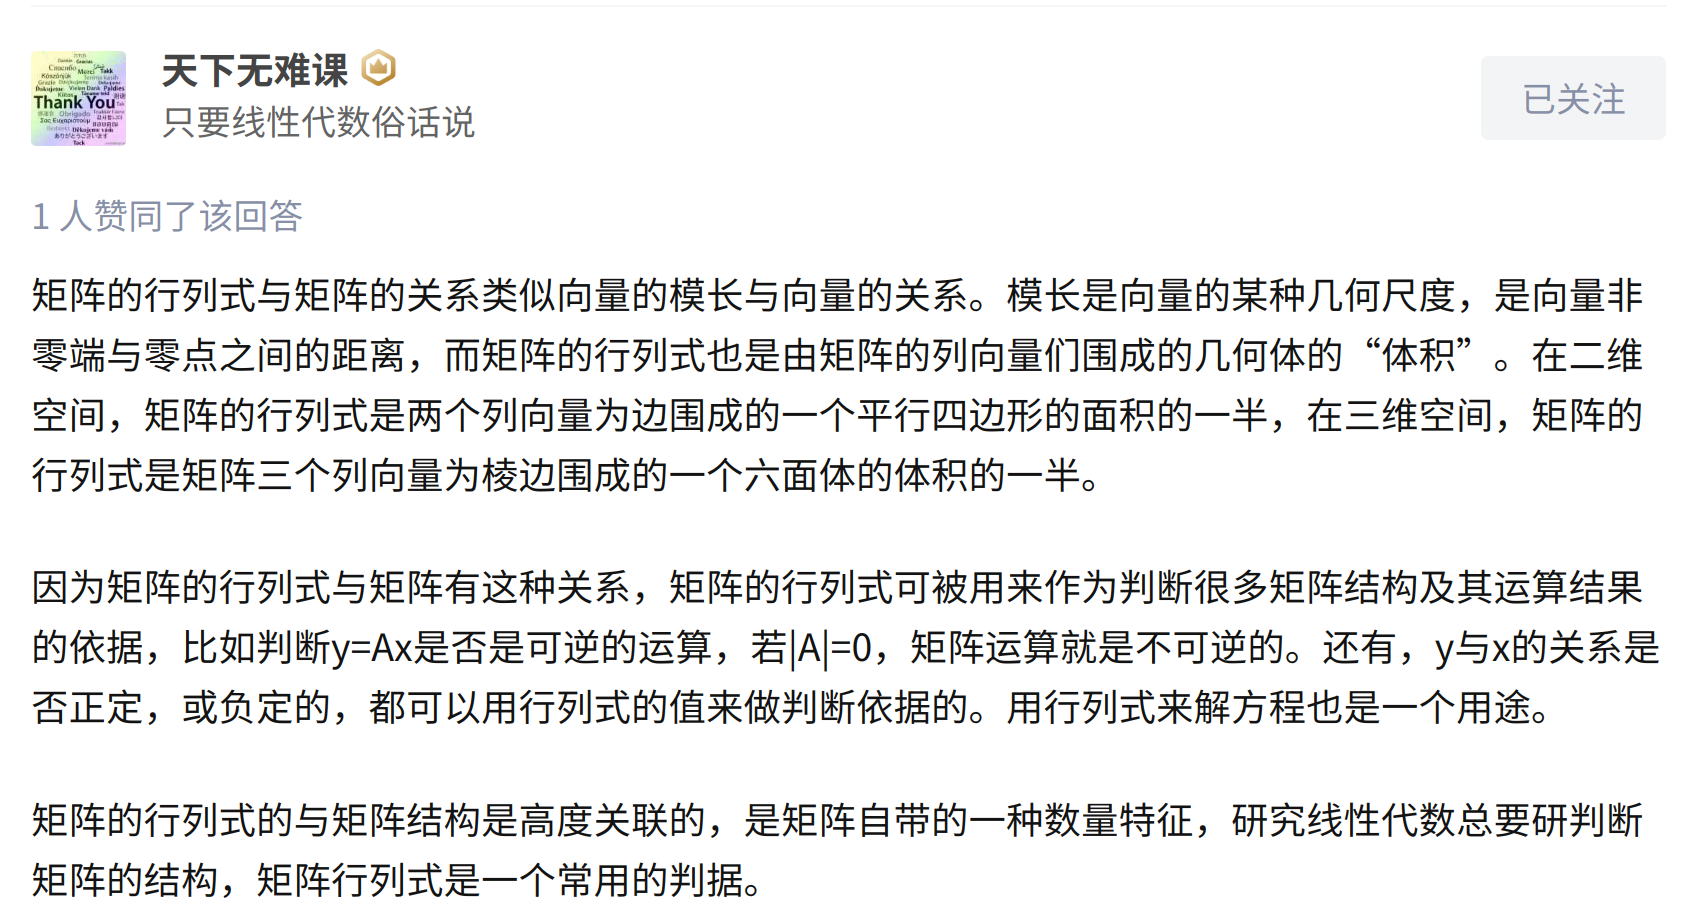 天下无难课
只要线性代数俗话说
已关注
Thank You
1 人赞同了该回答
矩阵的行列式与矩阵的关系类似向量的模长与向量的关系。模长是向量的某种几何尺度，是向量非
零端与零点之间的距离，而矩阵的行列式也是由矩阵的列向量们围成的几何体的“体积”。在二维
空间，矩阵的行列式是两个列向量为边围成的一个平行四边形的面积的一半，在三维空间，矩阵的
行列式是矩阵三个列向量为棱边围成的一个六面体的体积的一半。
因为矩阵的行列式与矩阵有这种关系，矩阵的行列式可被用来作为判断很多矩阵结构及其运算结果
的依据，比如判断y=Ax是否是可逆的运算，若|A|=0，矩阵运算就是不可逆的。还有，y与x的关系是
否正定，或负定的，都可以用行列式的值来做判断依据的。用行列式来解方程也是一个用途。
矩阵的行列式的与矩阵结构是高度关联的，是矩阵自带的一种数量特征，研究线性代数总要研判断
矩阵的结构，矩阵行列式是一个常用的判据。